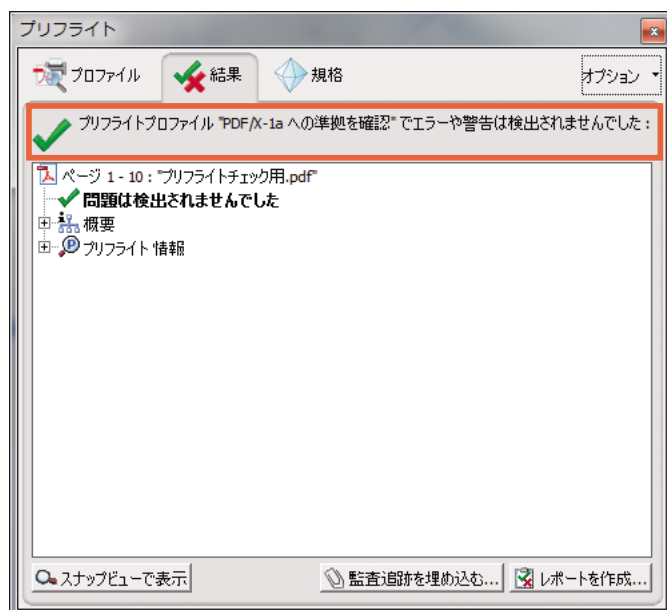 プリフライト
プロファイル 結果 規格 オプション
プリフライトプロファイル "PDF/X-1a への準拠を確認" でエラーや警告は検出されませんでした：
ページ 1 - 10 : "プリフライトチェック用.pdf"
問題は検出されませんでした
概要
プリフライト情報
スナップビューで表示 監査追跡を埋め込む... レポートを作成...